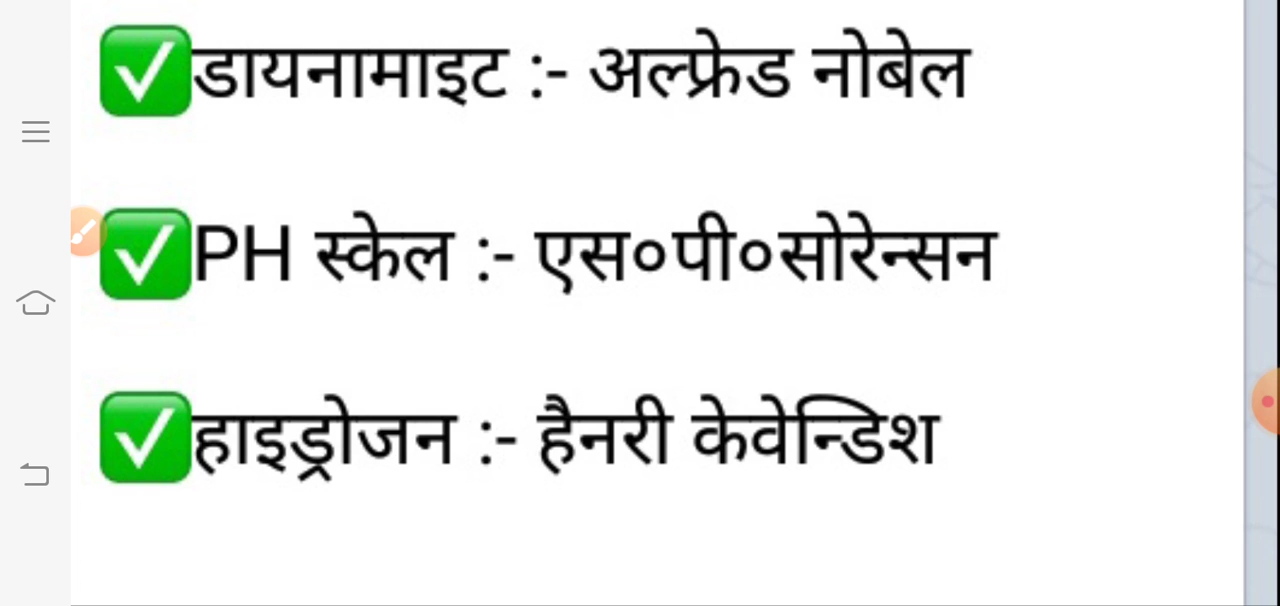 ✅डायनामाइट :- अल्फ्रेड नोबेल
✅PH स्केल :- एस०पी०सोरेन्सन
✅हाइड्रोजन :- हैनरी केवेन्डिश